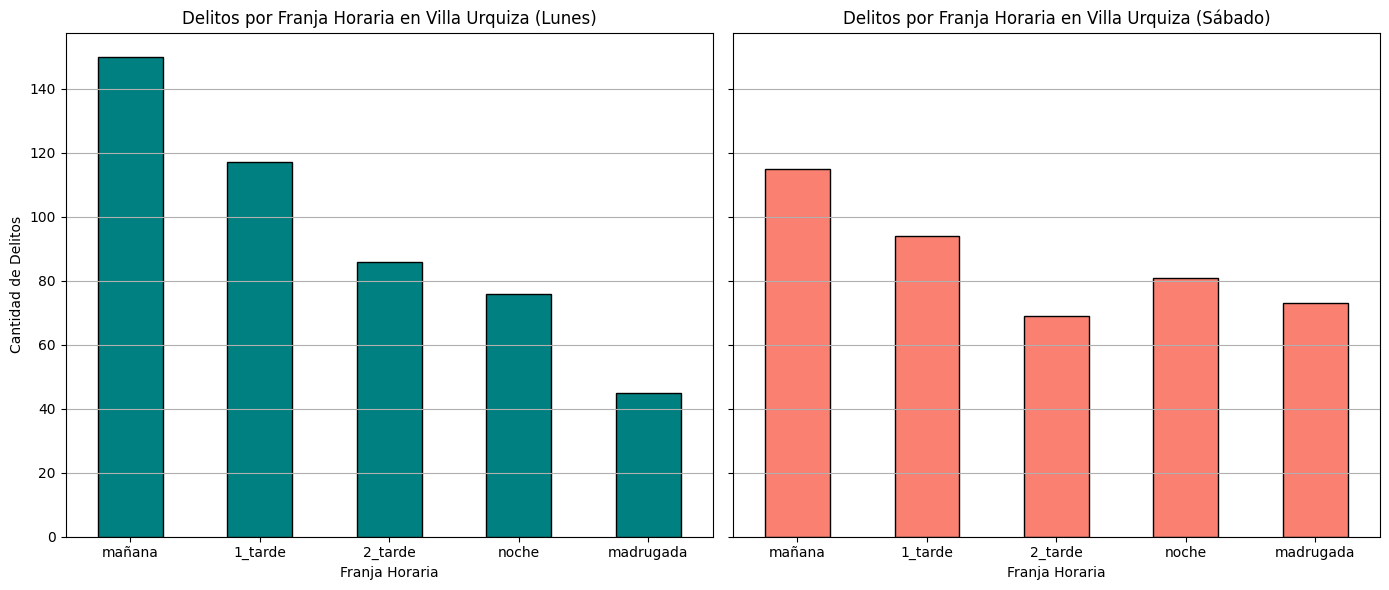 Delitos por Franja Horaria en Villa Urquiza (Lunes)
Cantidad de Delitos
140
120
100
80
60
40
20
0
mañana 1_tarde 2_tarde noche madrugada
Franja Horaria
Delitos por Franja Horaria en Villa Urquiza (Sábado)
mañana 1_tarde 2_tarde noche madrugada
Franja Horaria